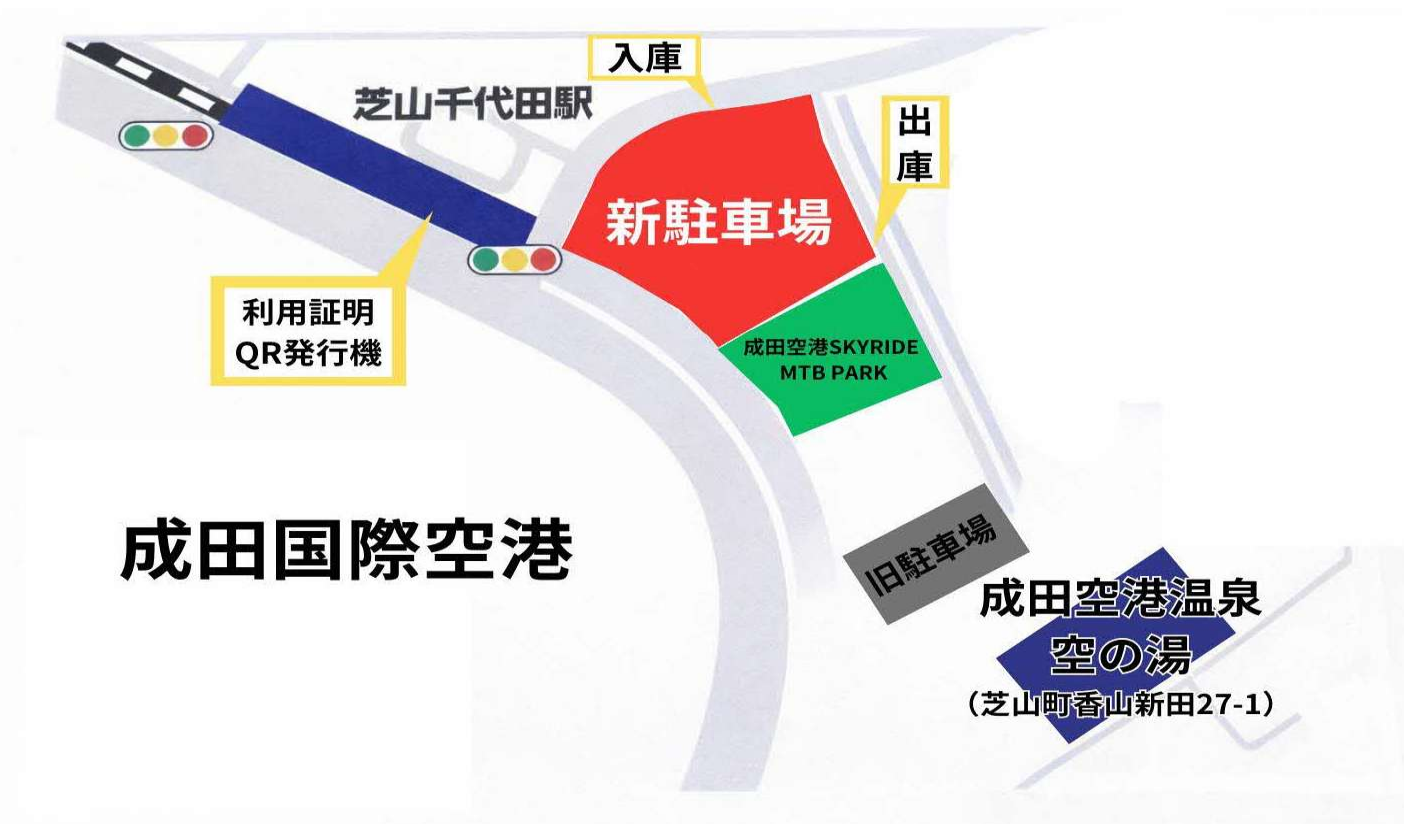 入庫
芝山千代田駅
出
庫
新駐車場
利用証明
QR発行機
成田空港SKYRIDE
MTB PARK
成田国際空港
旧駐車場
成田空港温泉
空の湯
（芝山町香山新田27-1）